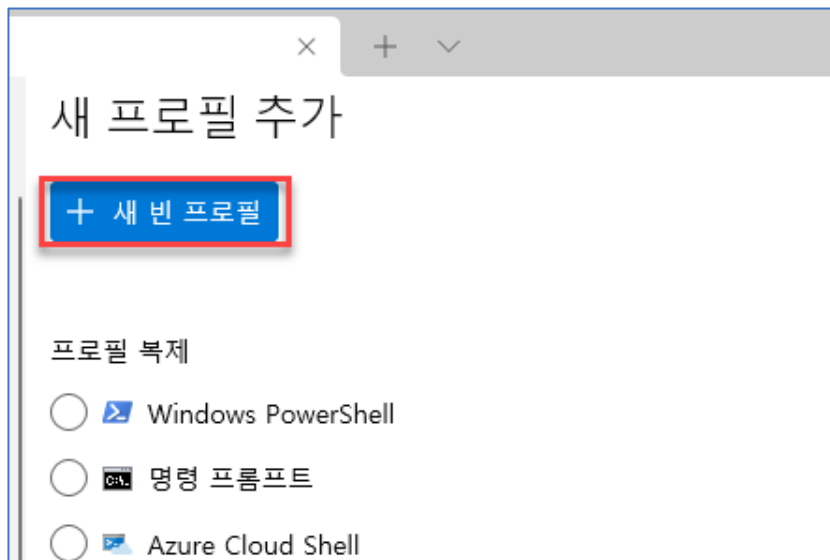 새 프로필 추가
+ 새 빈 프로필
프로필 복제
Windows PowerShell
명령 프롬프트
Azure Cloud Shell